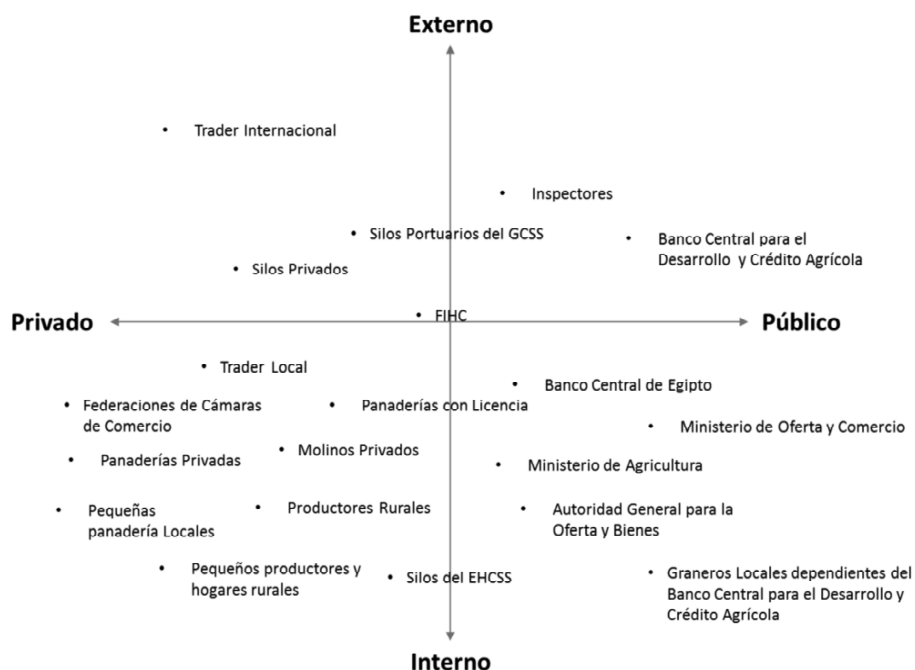 Externo
• Trader Internacional
• Inspectores
• Silos Portuarios del GCSS
• Banco Central para el
Desarrollo y Crédito Agrícola
• Silos Privados
• FIHC
Privado
Público
• Trader Local
• Banco Central de Egipto
• Federaciones de Cámaras
de Comercio
• Panaderías con Licencia
• Ministerio de Oferta y Comercio
• Molinos Privados
• Panaderías Privadas
• Ministerio de Agricultura
• Pequeñas
panadería Locales
• Productores Rurales
• Autoridad General para la
Oferta y Bienes
• Pequeños productores y
hogares rurales
• Silos del EHCSS
• Graneros Locales dependientes del
Banco Central para el Desarrollo y
Crédito Agrícola
Interno